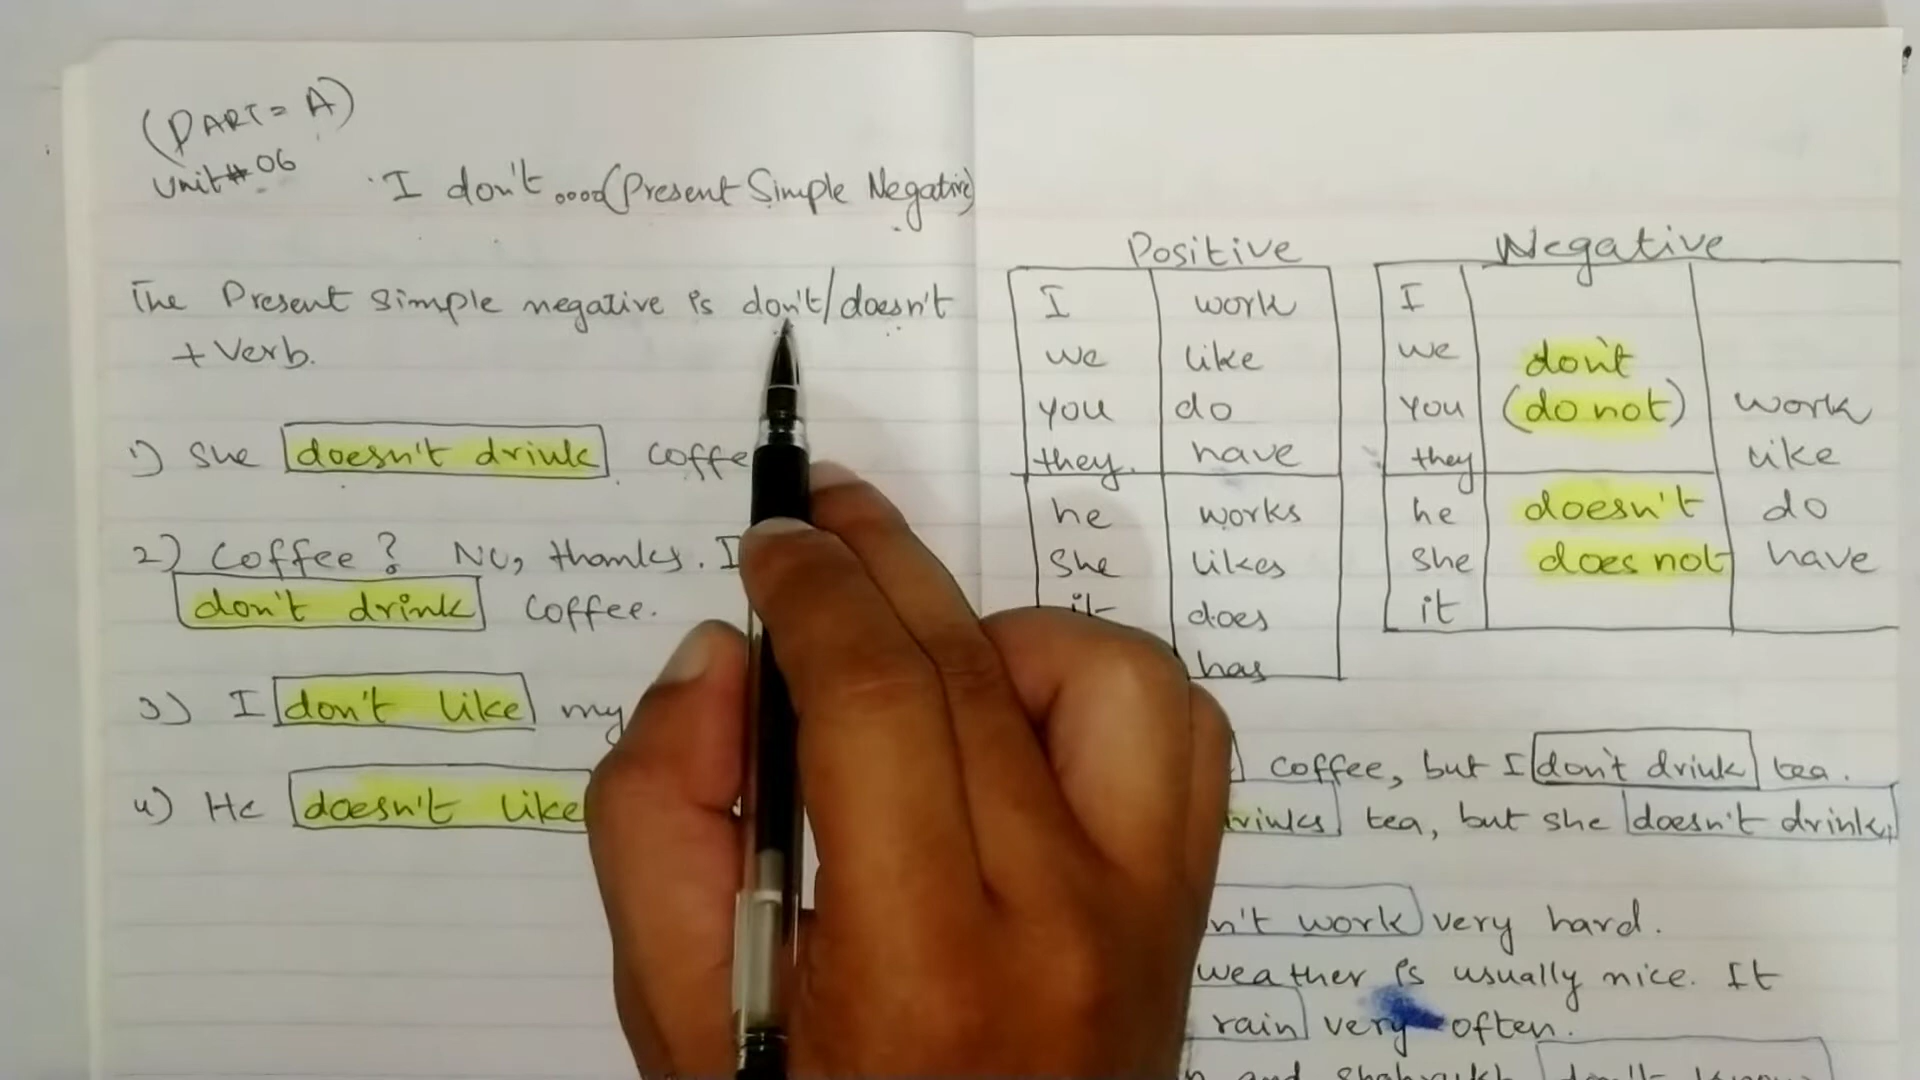 (PART = A)
Unit # 06
I don't ....(Present Simple Negative)
The Present simple negative is don't/doesn't
+ Verb.
1) She doesn't drink
2) Coffee? No, thanks. I
don't drink coffee.
3) I don't like my
4) He doesn't like
Positive
I work
we like
you do
they have
he works
she likes
it does
has
Negative
I
we don't
you (do not) work
they like
he doesn't do
she does not have
it
coffee, but I don't drink tea.
tea, but she doesn't drink
work very hard.
weather is usually nice. It
rain very often.
and